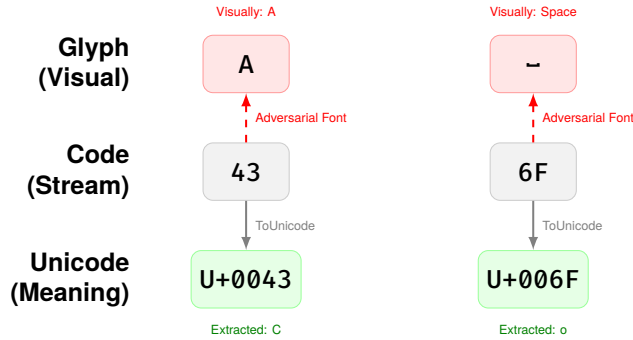 Visually: A
Visually: Space
Glyph
(Visual)
A
␣
Adversarial Font
Adversarial Font
Code
(Stream)
43
6F
ToUnicode
ToUnicode
Unicode
(Meaning)
U+0043
U+006F
Extracted: C
Extracted: o